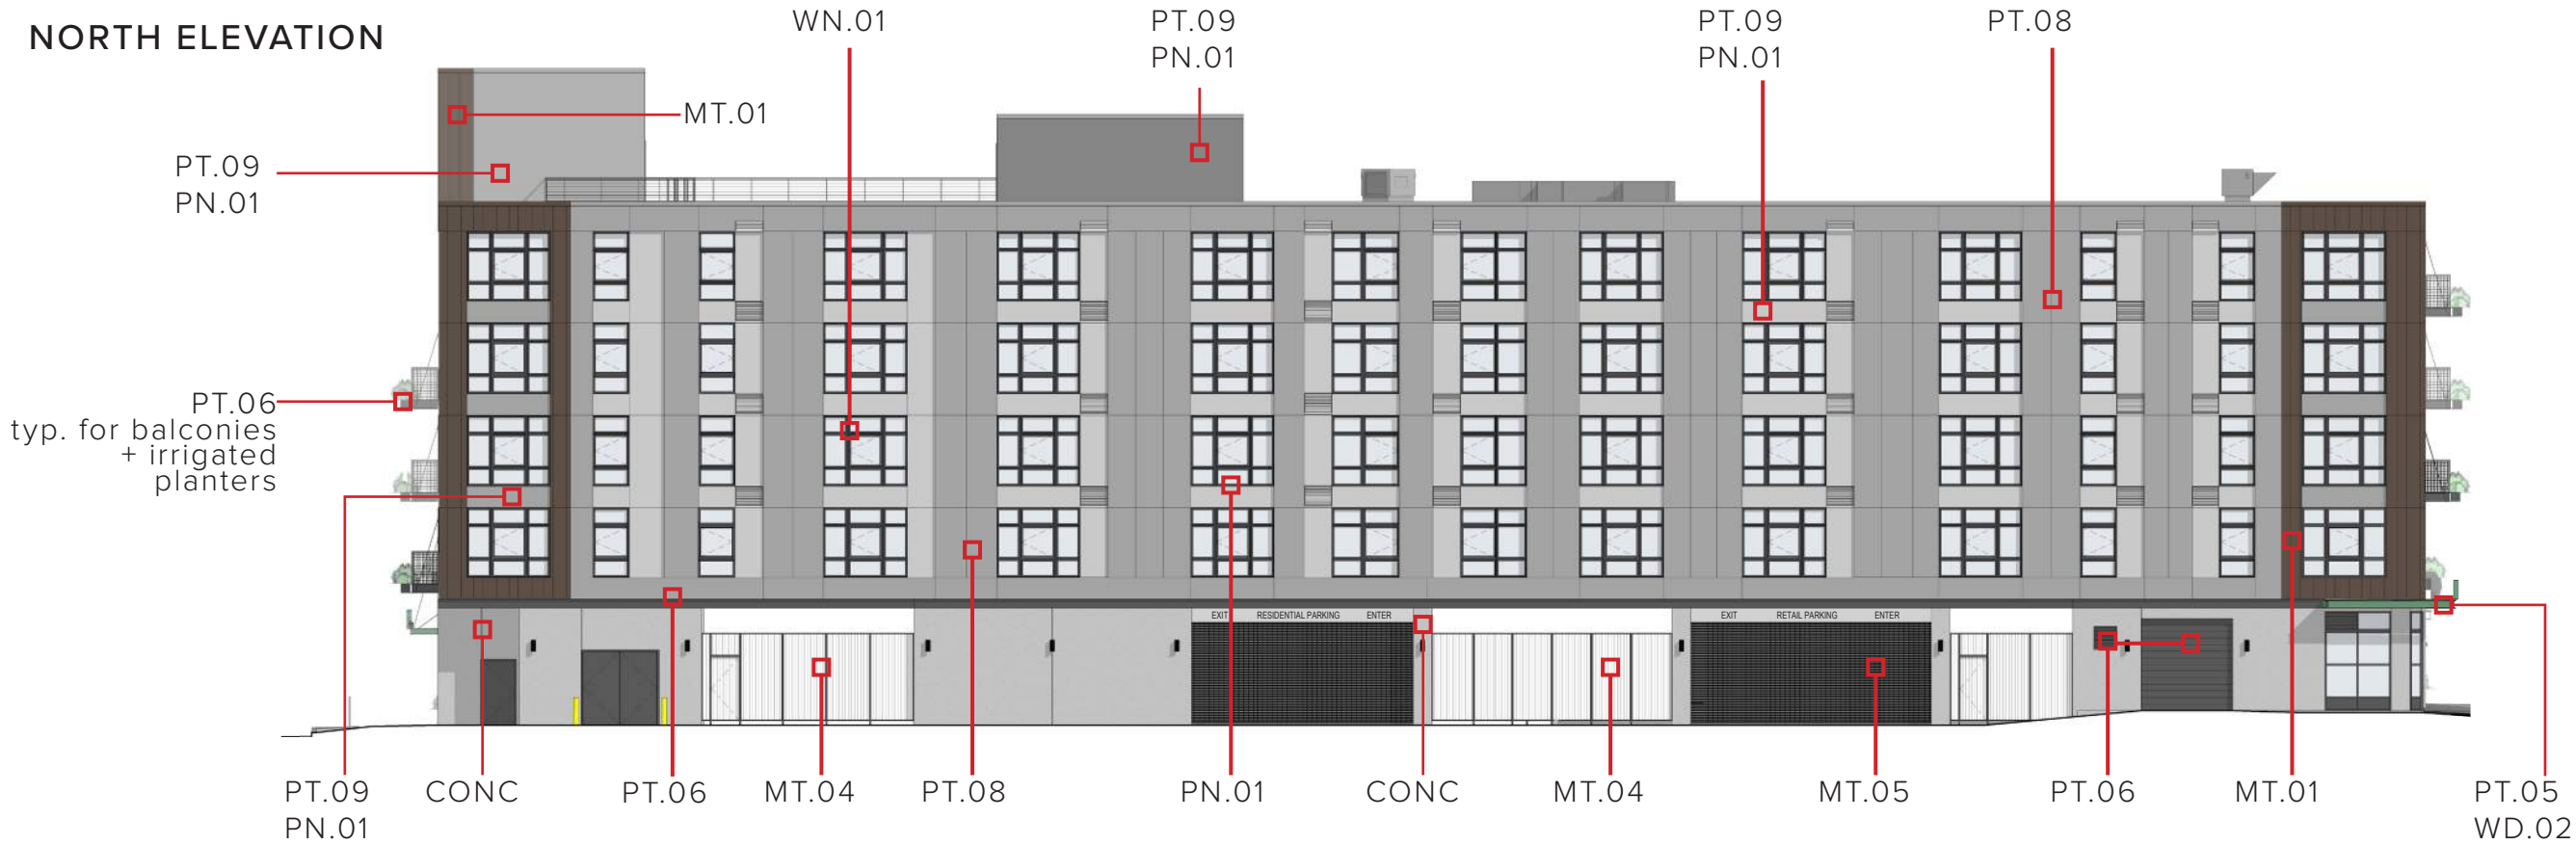 NORTH ELEVATION
WN.01
PT.09
PN.01
PT.09
PN.01
PT.08
MT.01
PT.09
PN.01
PT.06
typ. for balconies
+ irrigated
planters
EXIT RESIDENTIAL PARKING ENTER
EXIT RETAIL PARKING ENTER
PT.09
PN.01
CONC
PT.06
MT.04
PT.08
PN.01
CONC
MT.04
MT.05
PT.06
MT.01
PT.05
WD.02